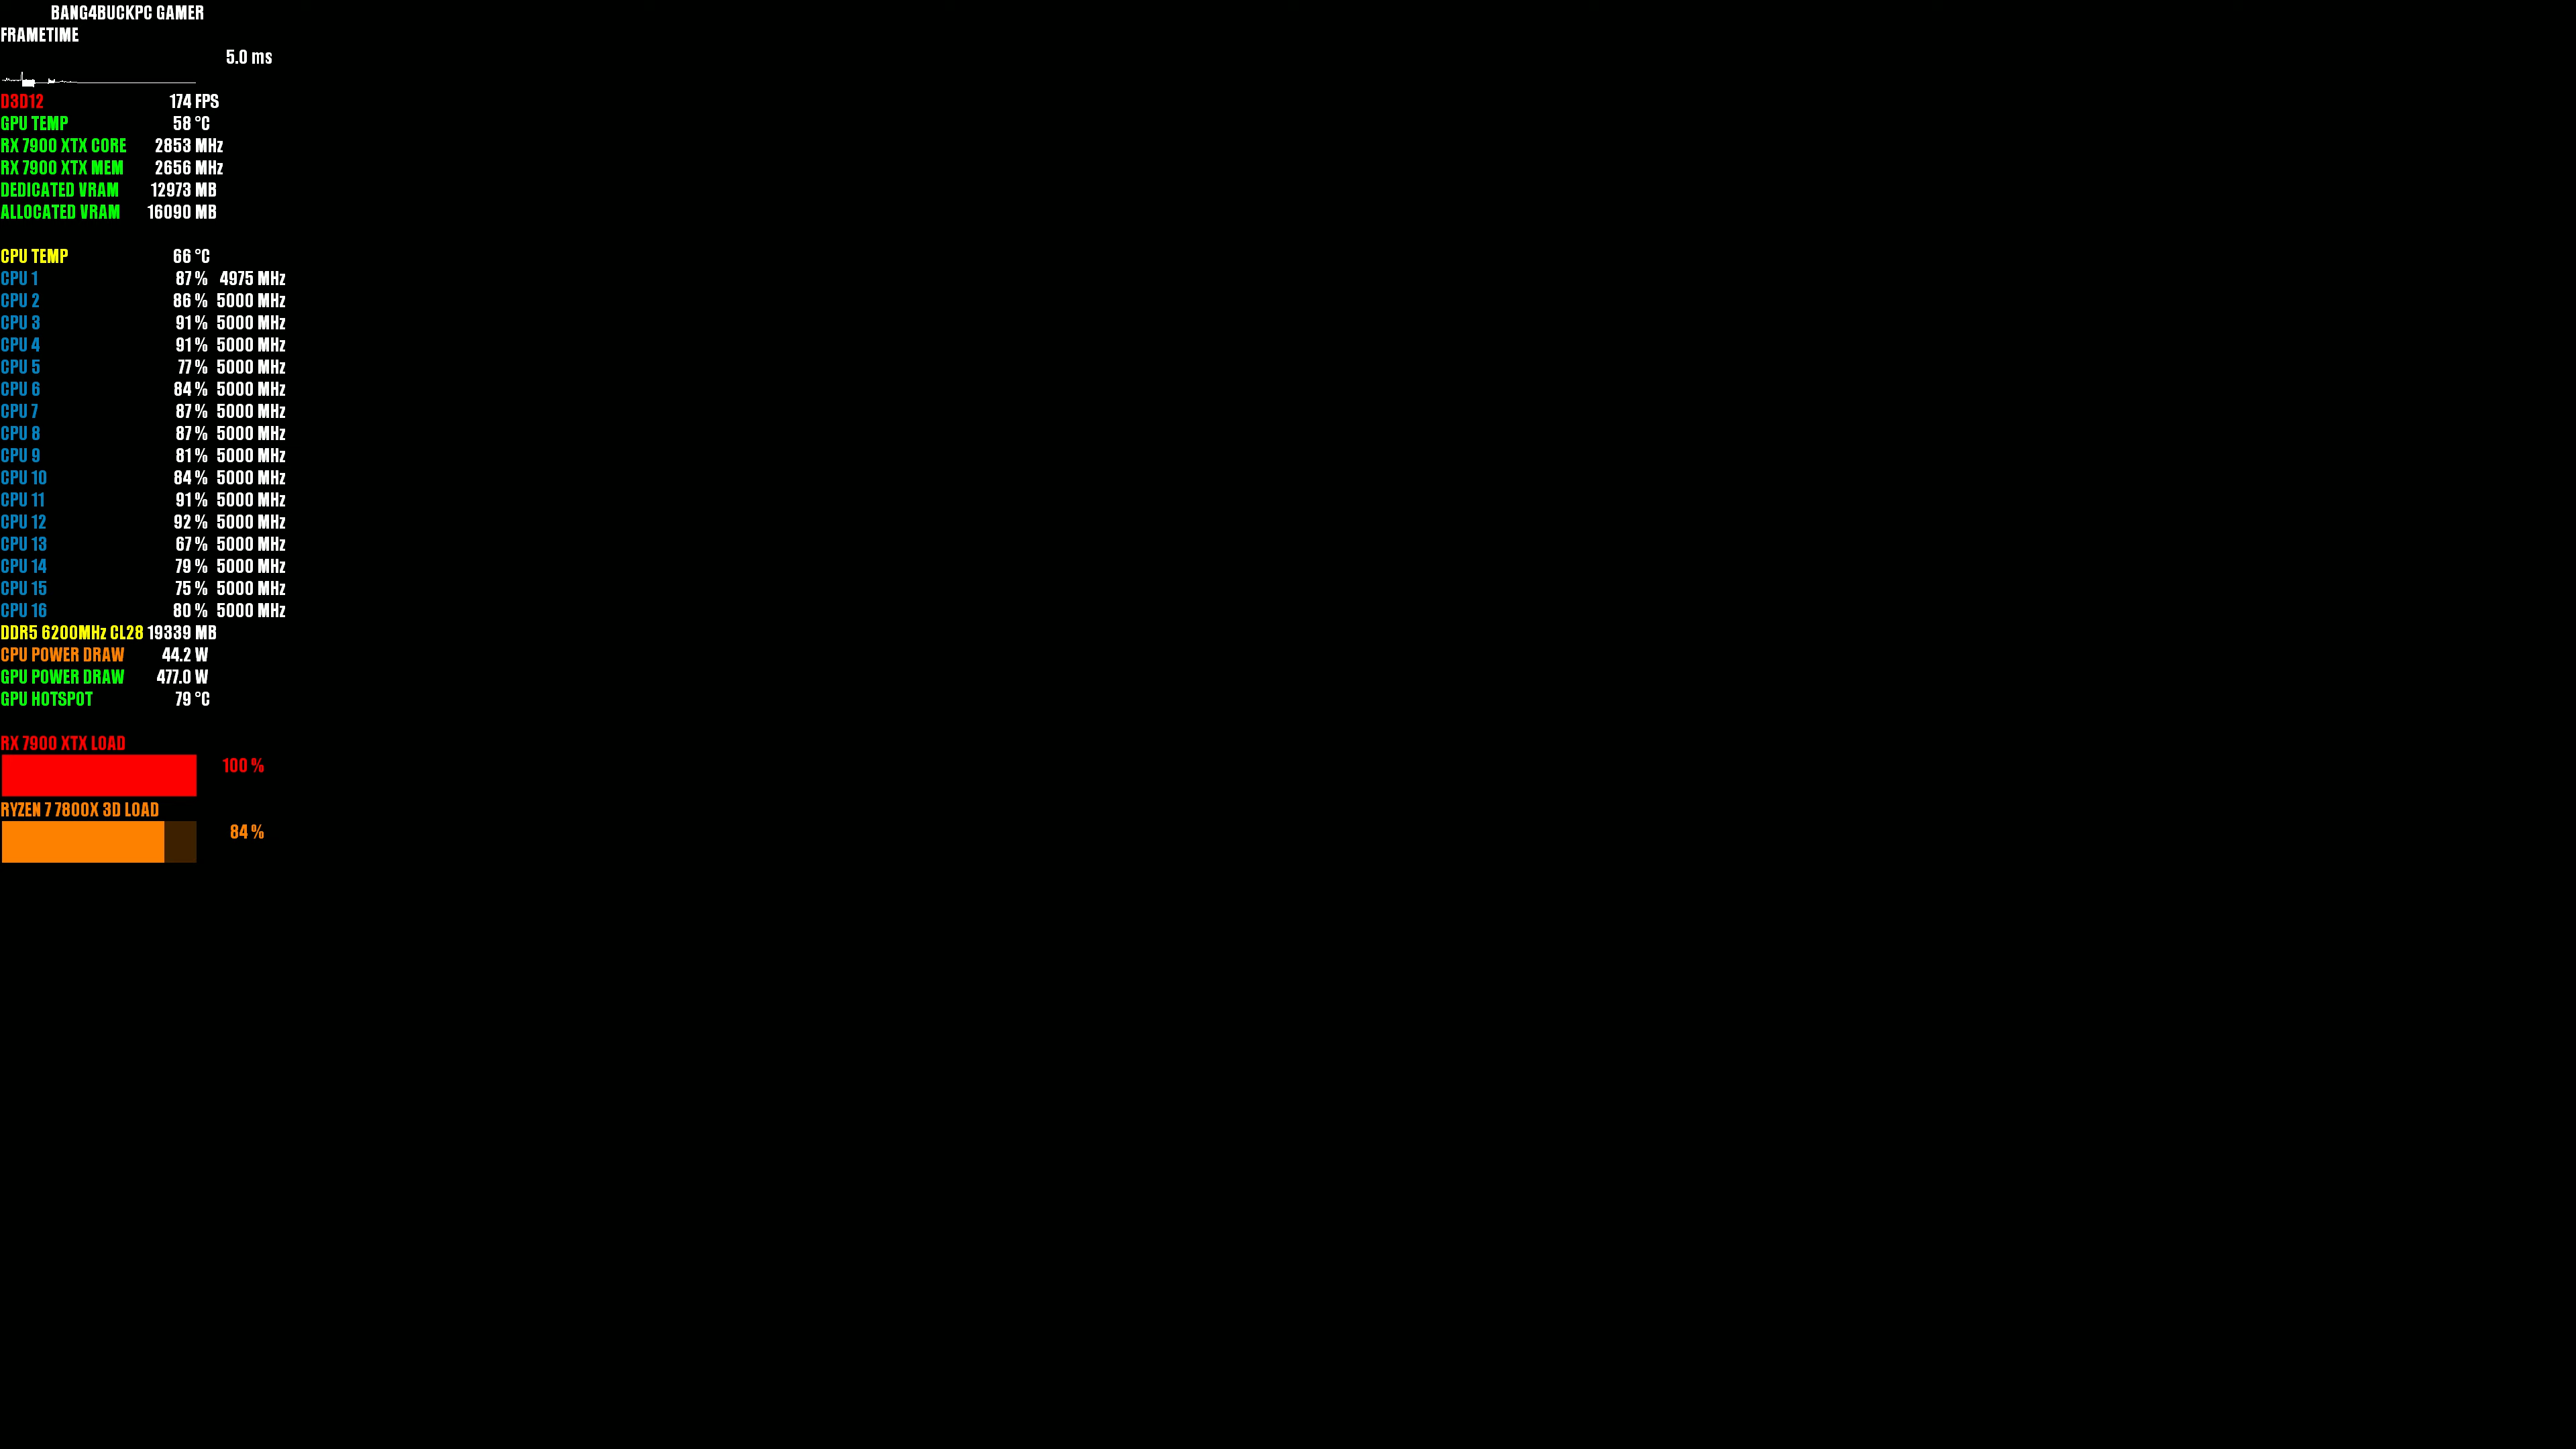 BANG4BUCKPC GAMER
FRAMETIME
5.0 ms
D3D12 174 FPS
GPU TEMP 58 °C
RX 7900 XTX CORE 2853 MHz
RX 7900 XTX MEM 2656 MHz
DEDICATED VRAM 12973 MB
ALLOCATED VRAM 16090 MB
CPU TEMP 66 °C
CPU 1 87 % 4975 MHz
CPU 2 86 % 5000 MHz
CPU 3 91 % 5000 MHz
CPU 4 91 % 5000 MHz
CPU 5 77 % 5000 MHz
CPU 6 84 % 5000 MHz
CPU 7 87 % 5000 MHz
CPU 8 87 % 5000 MHz
CPU 9 81 % 5000 MHz
CPU 10 84 % 5000 MHz
CPU 11 91 % 5000 MHz
CPU 12 92 % 5000 MHz
CPU 13 67 % 5000 MHz
CPU 14 79 % 5000 MHz
CPU 15 75 % 5000 MHz
CPU 16 80 % 5000 MHz
DDR5 6200MHz CL28 19339 MB
CPU POWER DRAW 44.2 W
GPU POWER DRAW 477.0 W
GPU HOTSPOT 79 °C
RX 7900 XTX LOAD
100 %
RYZEN 7 7800X 3D LOAD
84 %